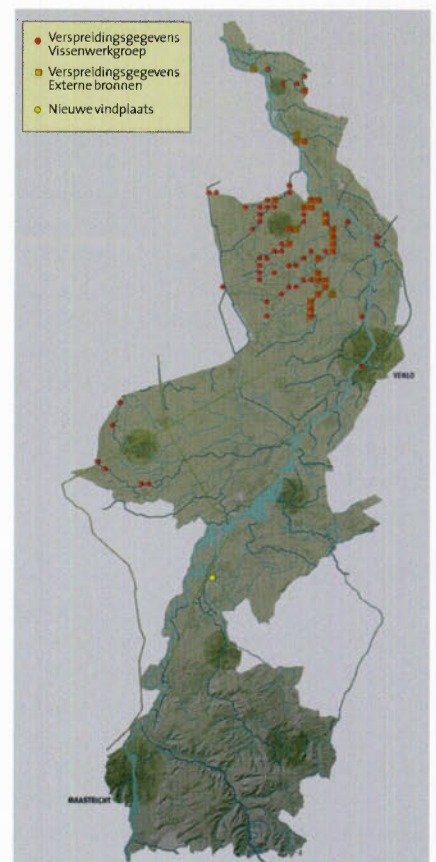 Verspreidingsgegevens
Vissenwerkgroep
Verspreidingsgegevens
Externe bronnen
Nieuwe vindplaats
VENLO
MAASTRICHT